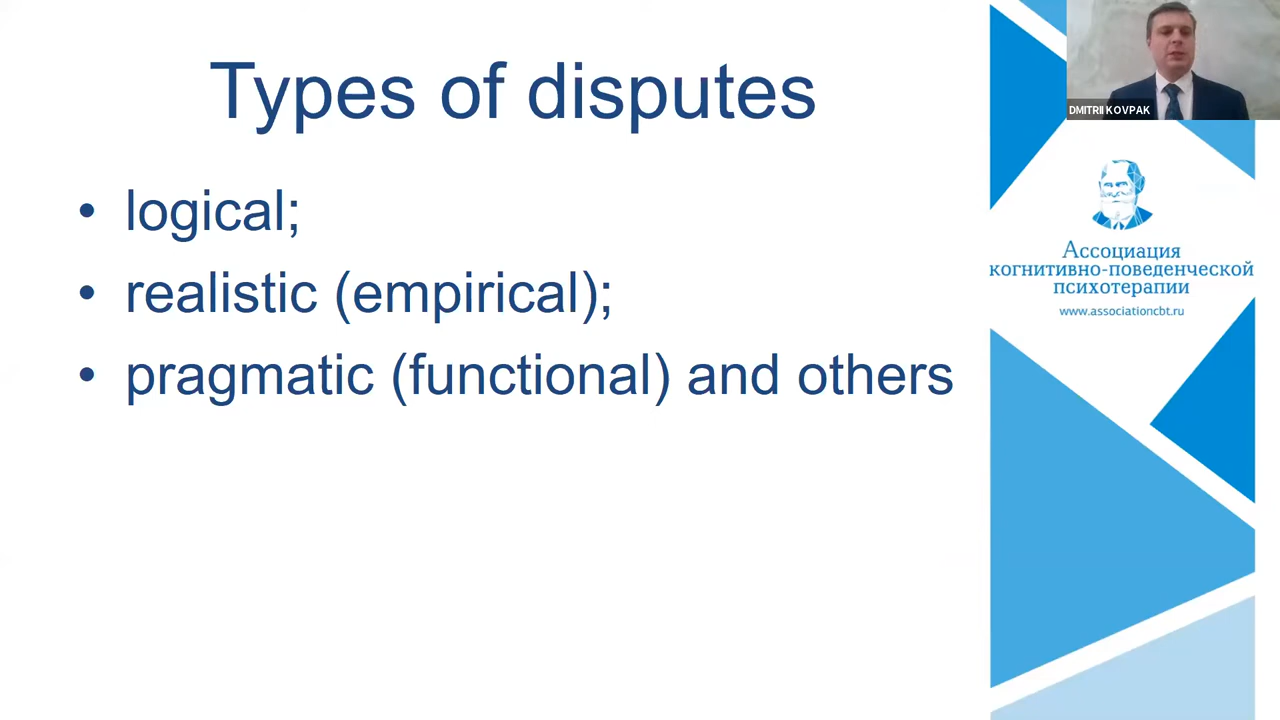 Types of disputes
• logical;
• realistic (empirical);
• pragmatic (functional) and others
DMITRII KOVPAK
Ассоциация
когнитивно-поведенческой
психотерапии
www.associationcbt.ru